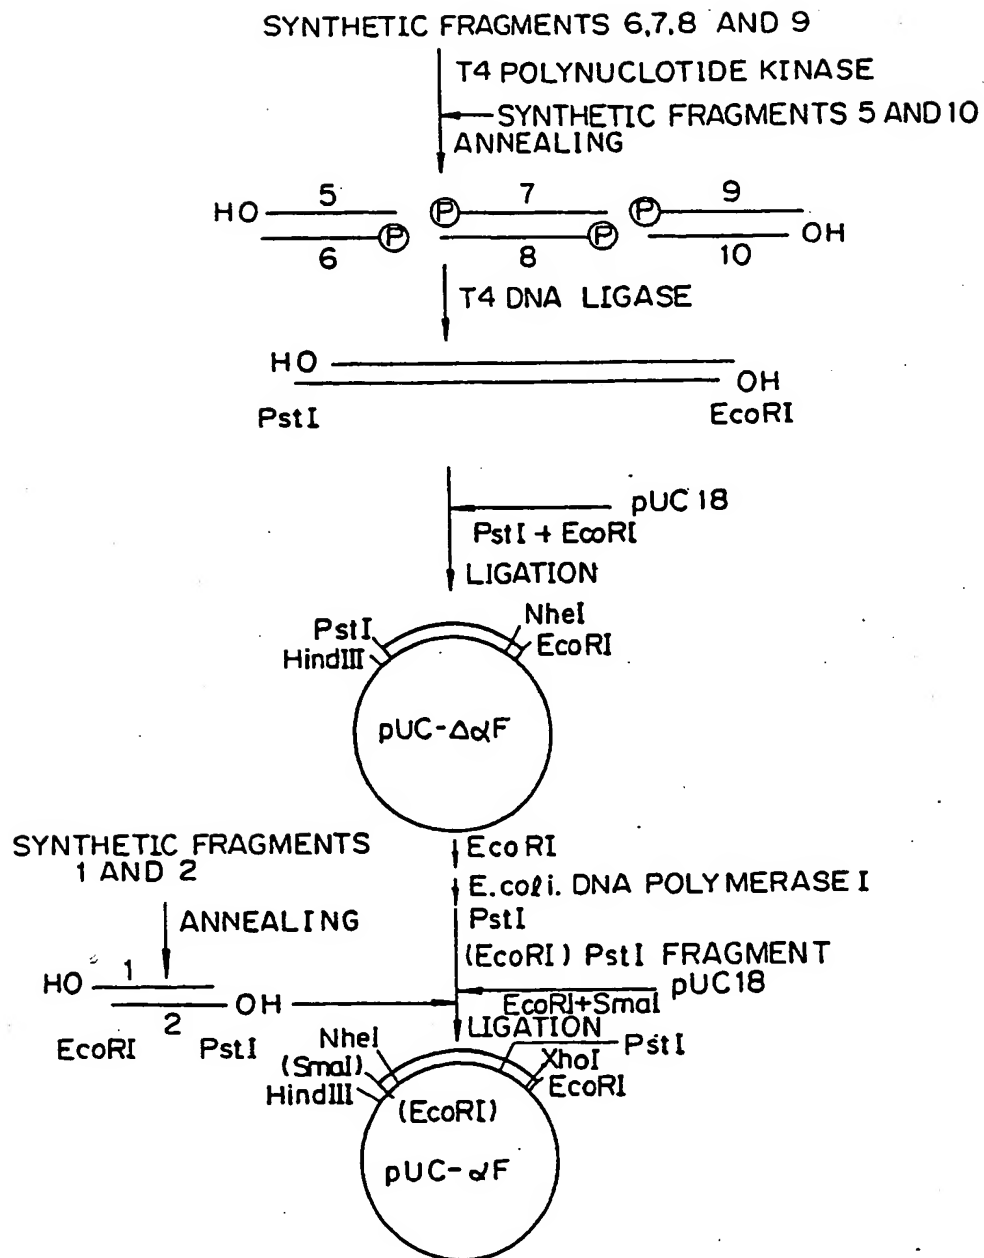 SYNTHETIC FRAGMENTS 6,7,8 AND 9
T4 POLYNUCLOTIDE KINASE
SYNTHETIC FRAGMENTS 5 AND 10
ANNEALING
HO 5 P 7 P 9
6 P 8 P 10 OH
T4 DNA LIGASE
HO
OH
PstI EcoRI
pUC 18
PstI + EcoRI
LIGATION
PstI NheI
HindIII EcoRI
pUC-ΔαF
EcoRI
E.coli. DNA POLYMERASE I
PstI
(EcoRI) PstI FRAGMENT
pUC18
EcoRI+SmaI
LIGATION
SYNTHETIC FRAGMENTS
1 AND 2
ANNEALING
HO 1
2 OH
EcoRI PstI
NheI PstI
(SmaI) XhoI
HindIII EcoRI
(EcoRI)
pUC-αF